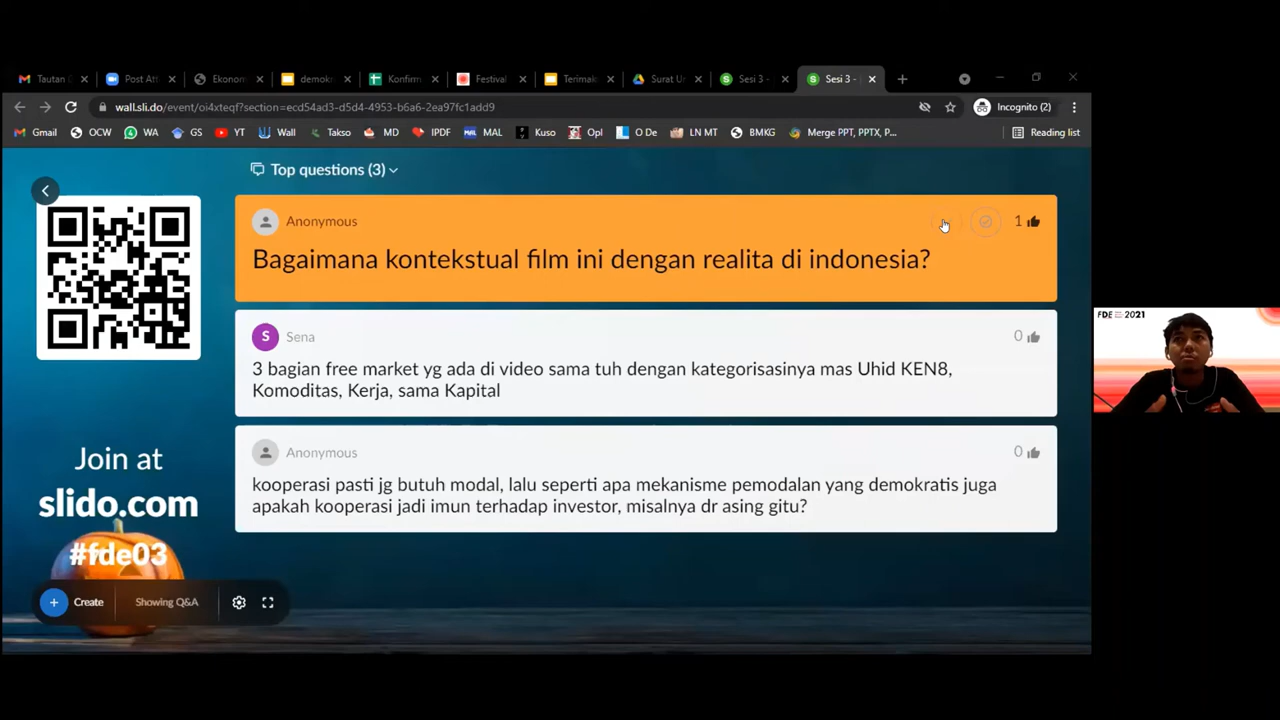 Tautan
Post Att
Ekonom
demok
Konfirm
Festival
Terimak
Surat Un
Sesi 3 -
Sesi 3 -
wall.sli.do/event/oi4xteqf?section=ecd54ad3-d5d4-4953-b6a6-2ea97fc1add9
Incognito (2)
Gmail
OCW
WA
GS
YT
Wall
Takso
MD
IPDF
MAL
Kuso
Opl
O De
LN MT
BMKG
Merge PPT, PPTX, P...
Reading list
Top questions (3)
Anonymous
1
Bagaimana kontekstual film ini dengan realita di indonesia?
S
Sena
0
3 bagian free market yg ada di video sama tuh dengan kategorisasinya mas Uhid KEN8,
Komoditas, Kerja, sama Kapital
Anonymous
0
kooperasi pasti jg butuh modal, lalu seperti apa mekanisme pemodalan yang demokratis juga
apakah kooperasi jadi imun terhadap investor, misalnya dr asing gitu?
Join at
slido.com
#fde03
Create
Showing Q&A
FDE 2021